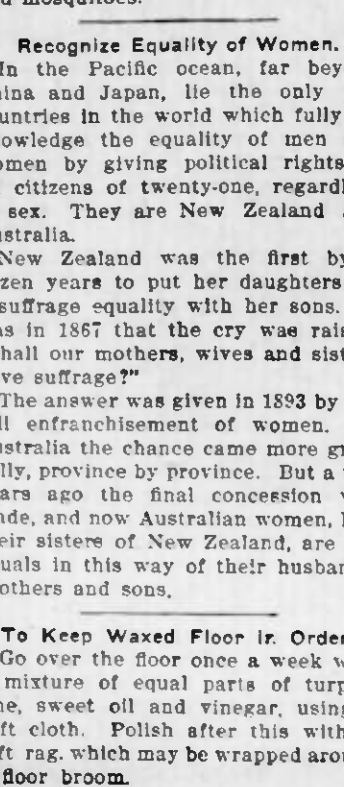 mosquitoes.
Recognize Equality of Women.
In the Pacific ocean, far bey
ina and Japan, lie the only
untries in the world which fully
owledge the equality of men
omen by giving political rights
citizens of twenty-one, regardl
sex. They are New Zealand
ustralia.
New Zealand was the first by
zen years to put her daughters
suffrage equality with her sons.
as in 1867 that the cry was rais
hall our mothers, wives and sist
ve suffrage?"
The answer was given in 1893 by
ll enfranchisement of women.
ustralia the chance came more gr
lly, province by province. But a
ars ago the final concession
de, and now Australian women,
eir sisters of New Zealand, are
uals in this way of their husban
others and sons.
To Keep Waxed Floor in Order
Go over the floor once a week w
mixture of equal parts of turp
ne, sweet oil and vinegar, using
ft cloth. Polish after this with
ft rag. which may be wrapped arou
floor broom.